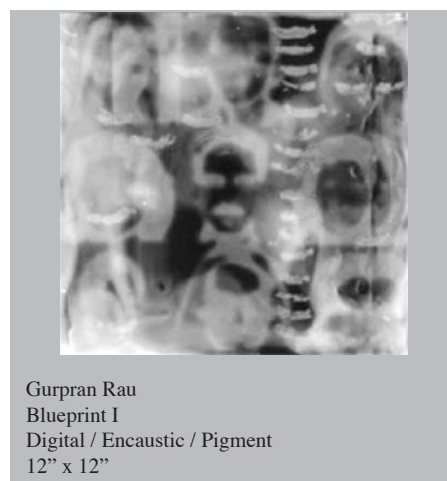 Gurpran Rau
Blueprint I
Digital / Encaustic / Pigment
12” x 12”